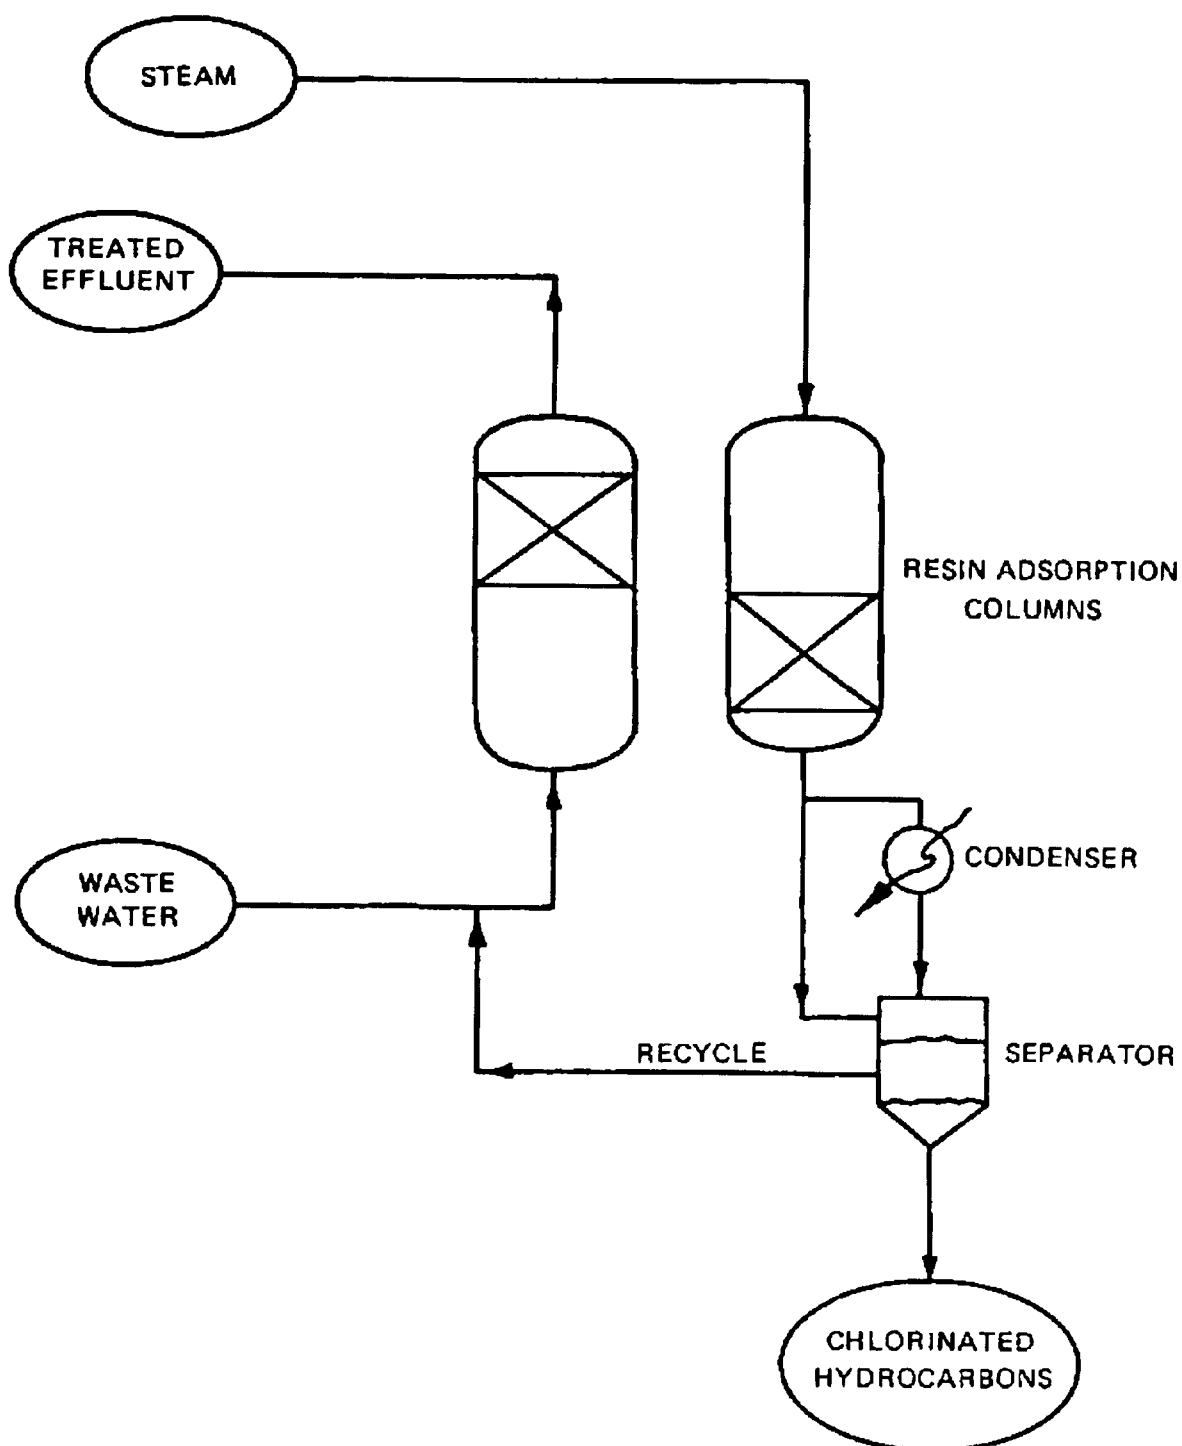 STEAM
TREATED
EFFLUENT
RESIN ADSORPTION
COLUMNS
WASTE
WATER
CONDENSER
RECYCLE
SEPARATOR
CHLORINATED
HYDROCARBONS